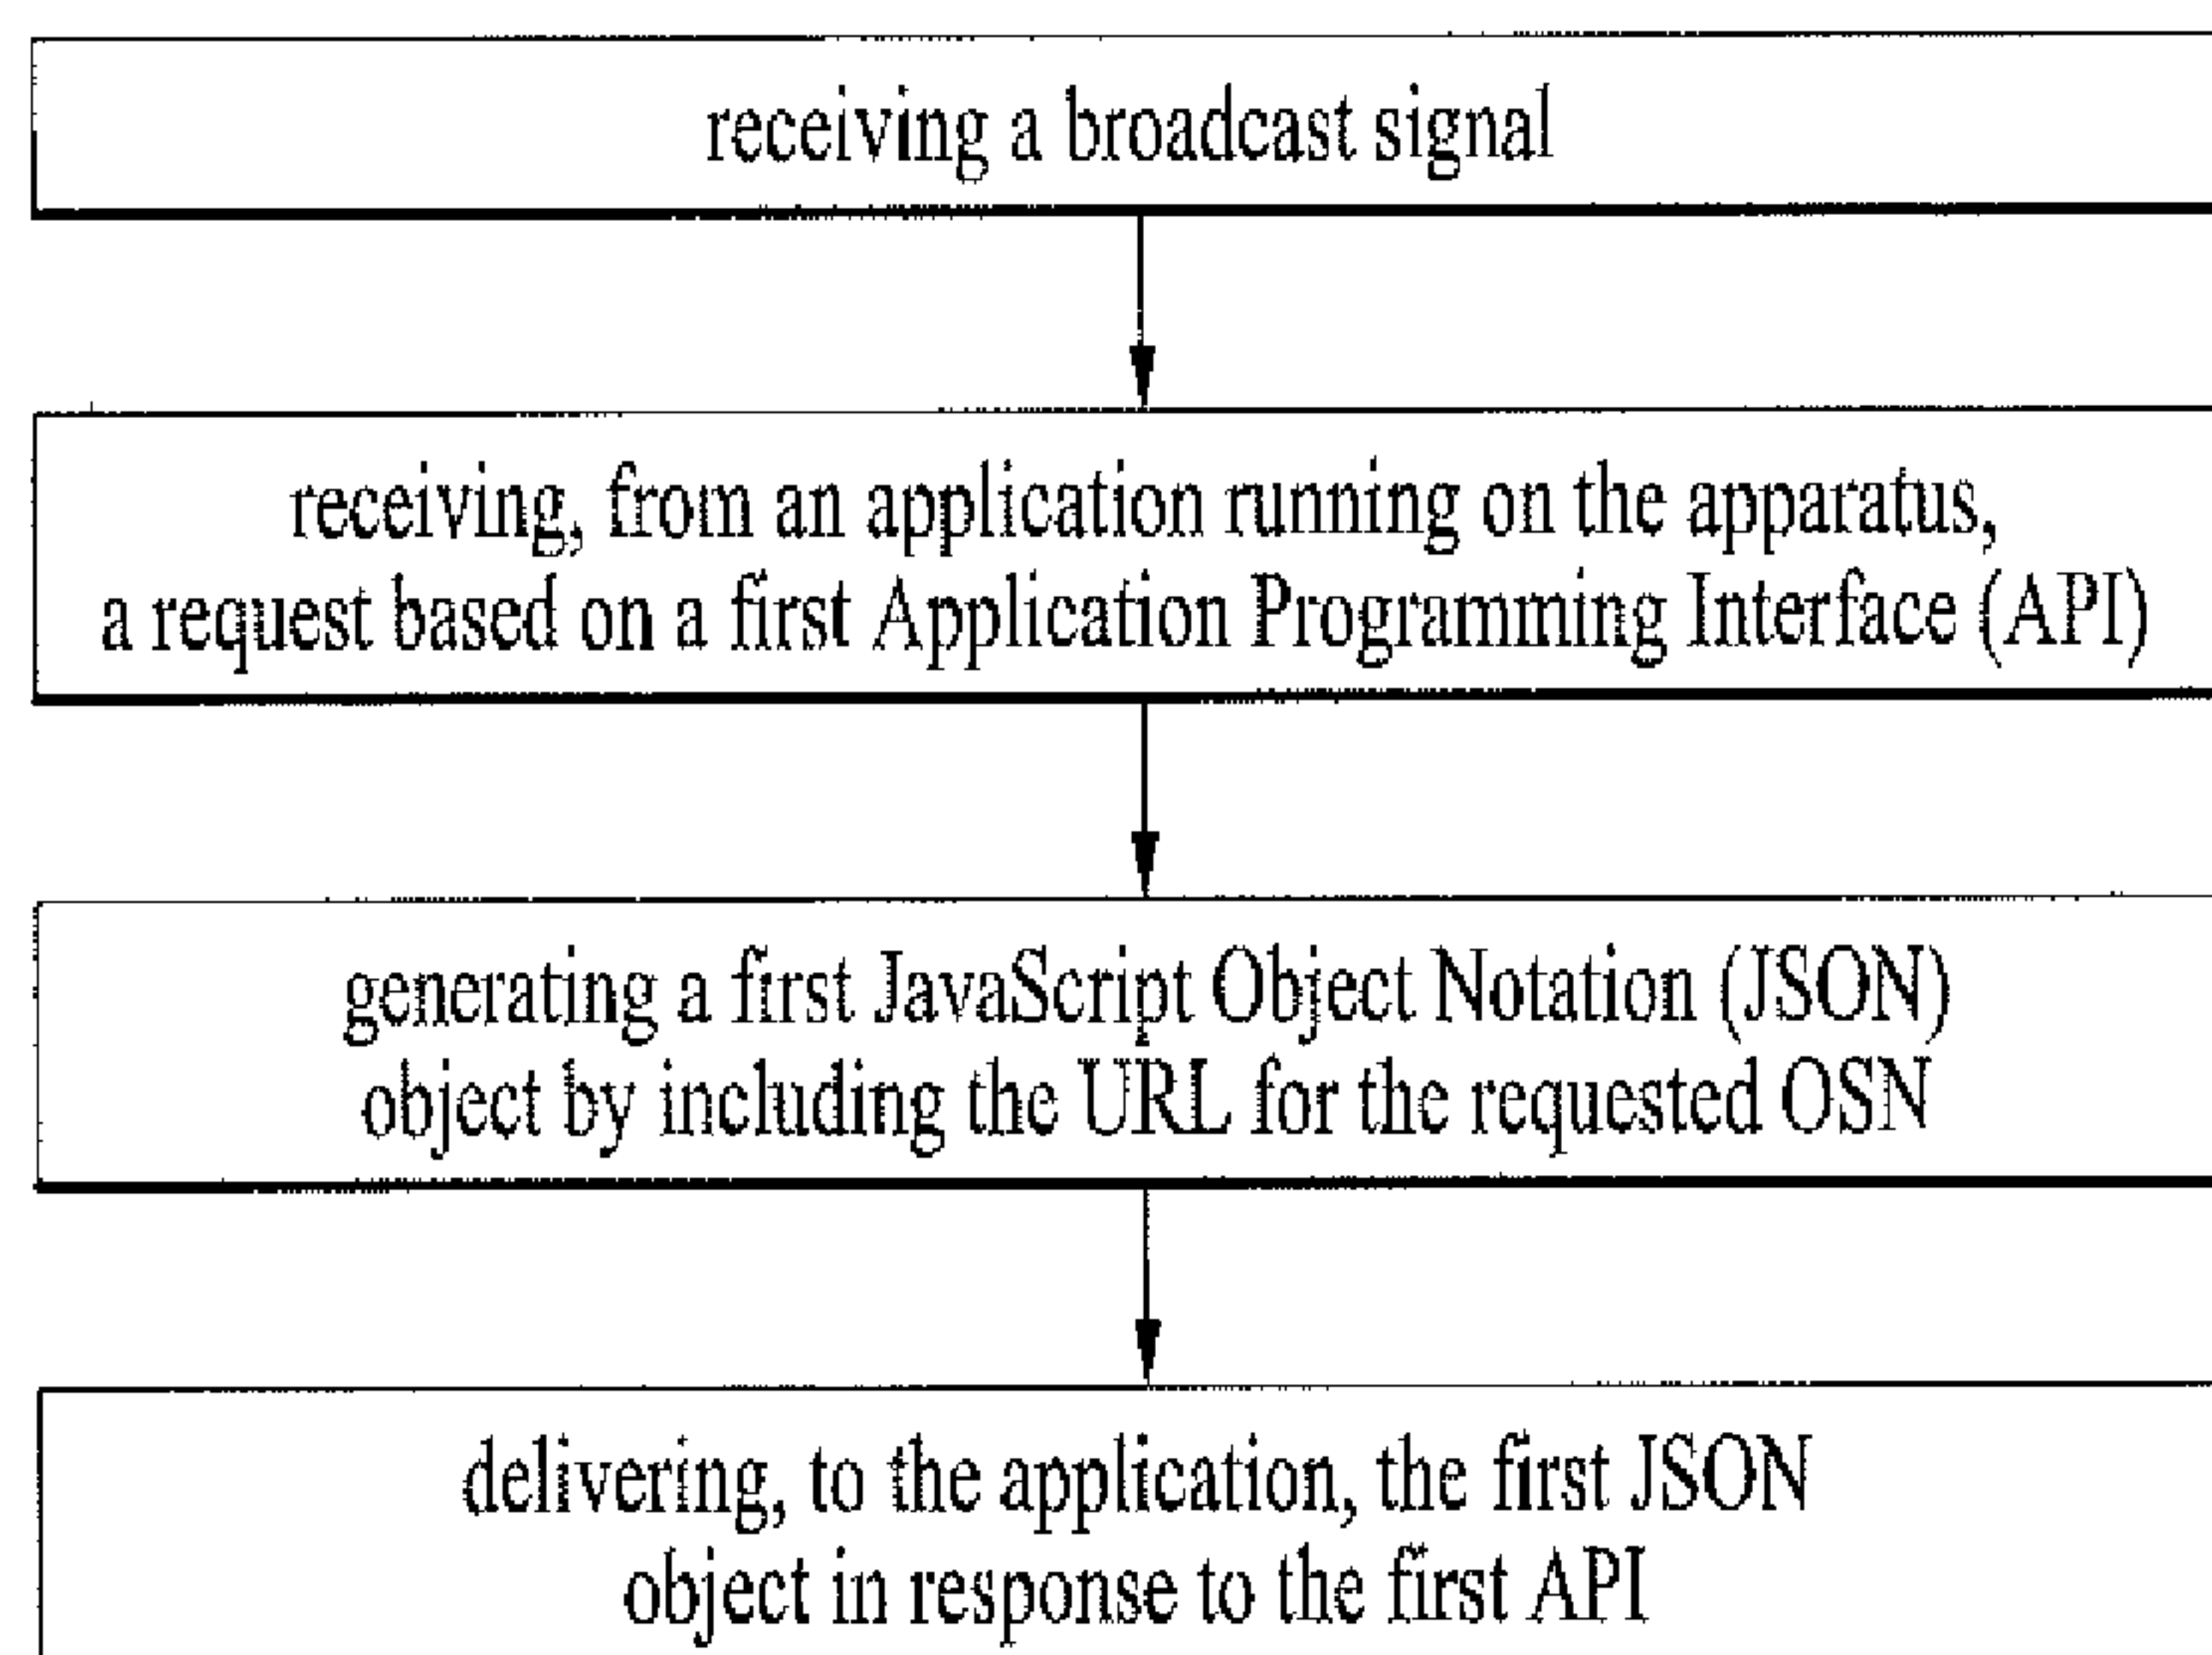 receiving a broadcast signal
receiving, from an application running on the apparatus,
a request based on a first Application Programming Interface (API)
generating a first JavaScript Object Notation (JSON)
object by including the URL for the requested OSN
delivering, to the application, the first JSON
object in response to the first API